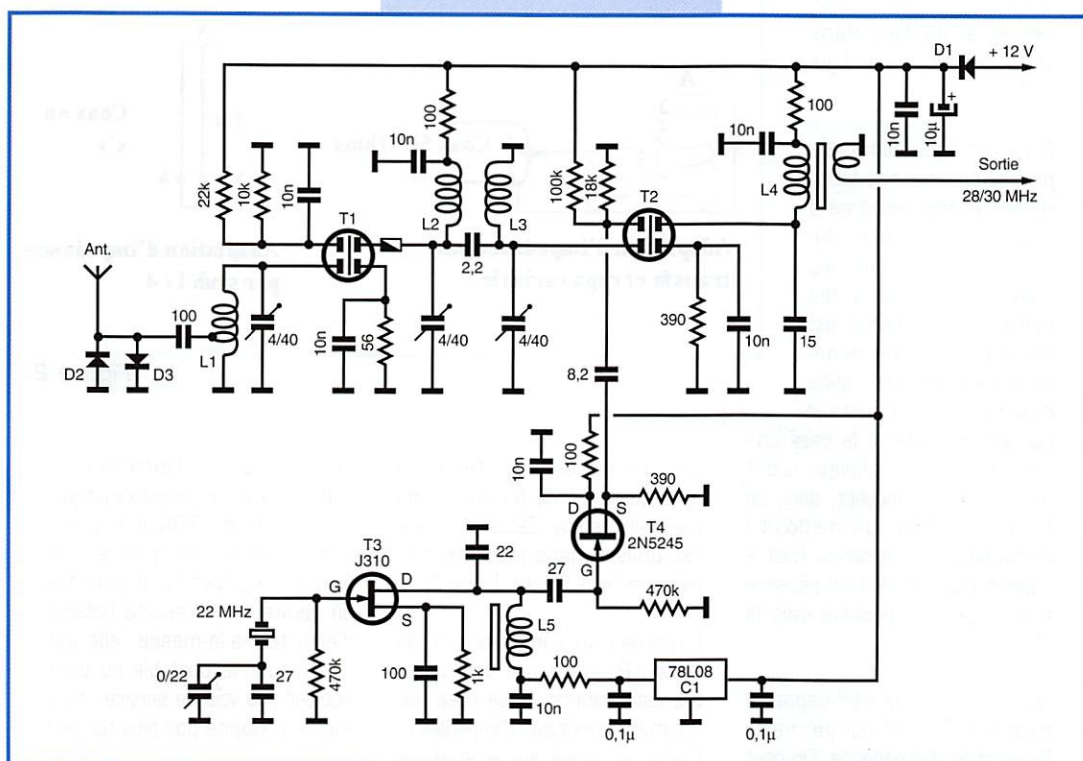 D1
+ 12 V
100
10n
10n
10µ
+
22k
10k
10n
10n
100
L2
L3
100k
18k
T2
10n
L4
Sortie
28/30 MHz
Ant.
T1
2,2
100
L1
4/40
10n
56
4/40
4/40
390
10n
15
D2
D3
8,2
10n
100
D
S
390
T4
2N5245
G
T3
J310
22
27
470k
22 MHz
G
D
S
L5
0/22
27
470k
100
1k
10n
100
0,1µ
78L08
C1
0,1µ